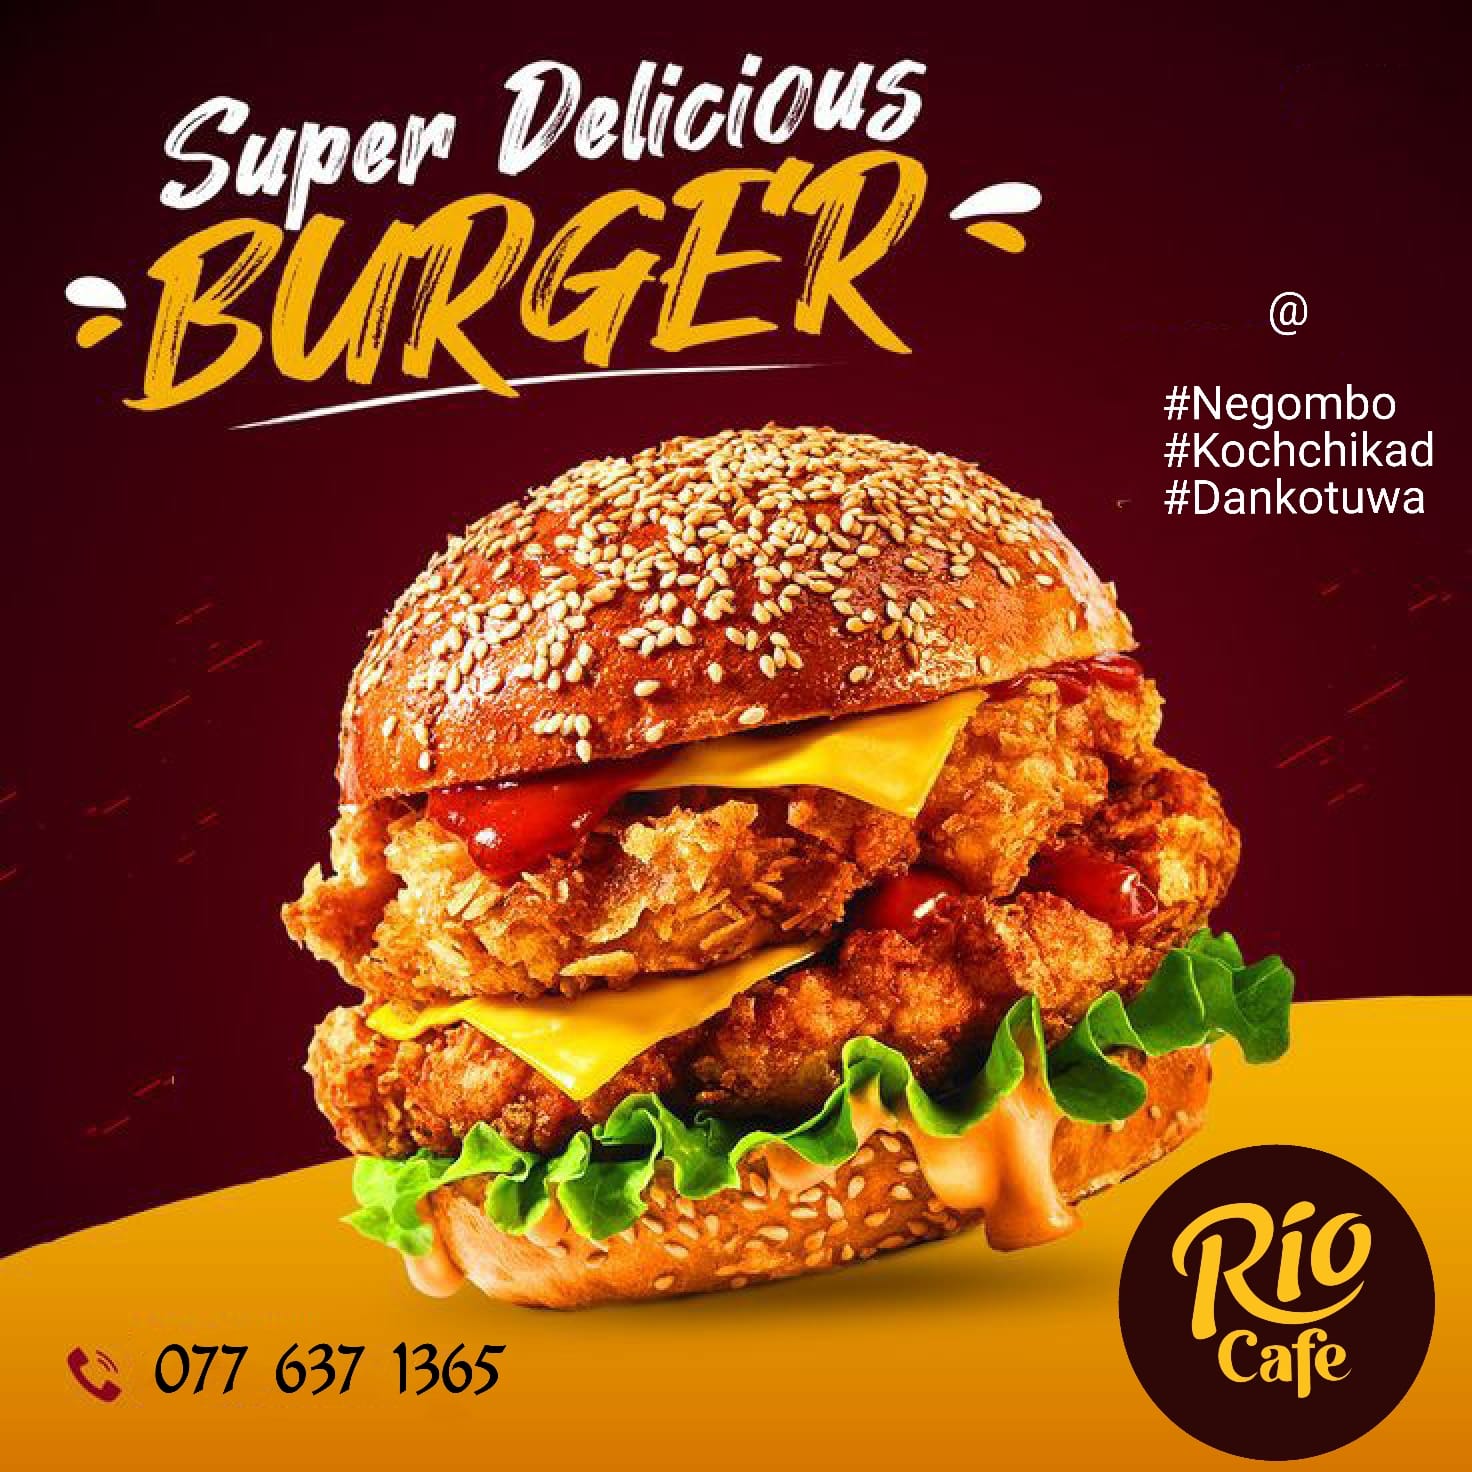 Super Delicious
BURGER
@
#Negombo
#Kochchikad
#Dankotuwa
077 637 1365
Rio
Cafe